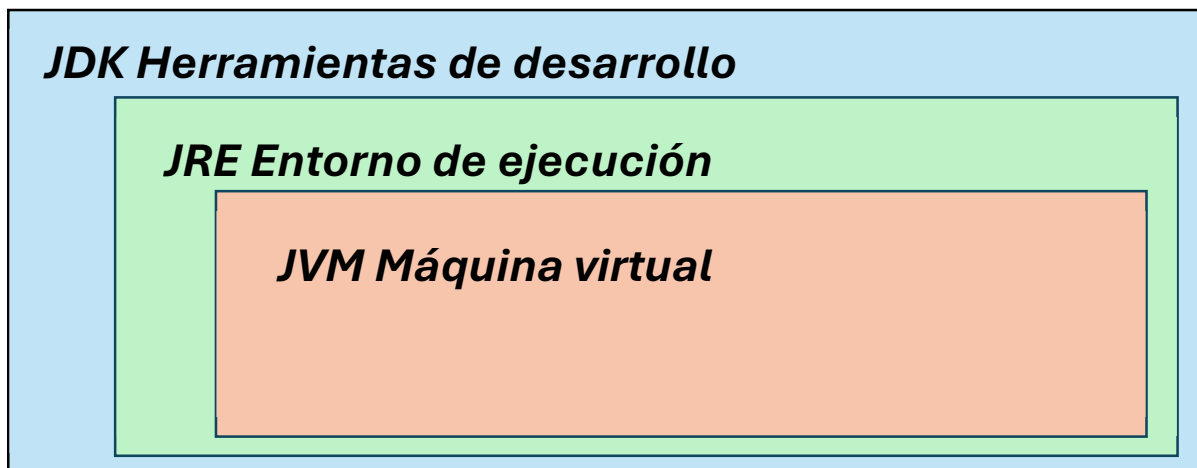 JDK Herramientas de desarrollo
JRE Entorno de ejecución
JVM Máquina virtual